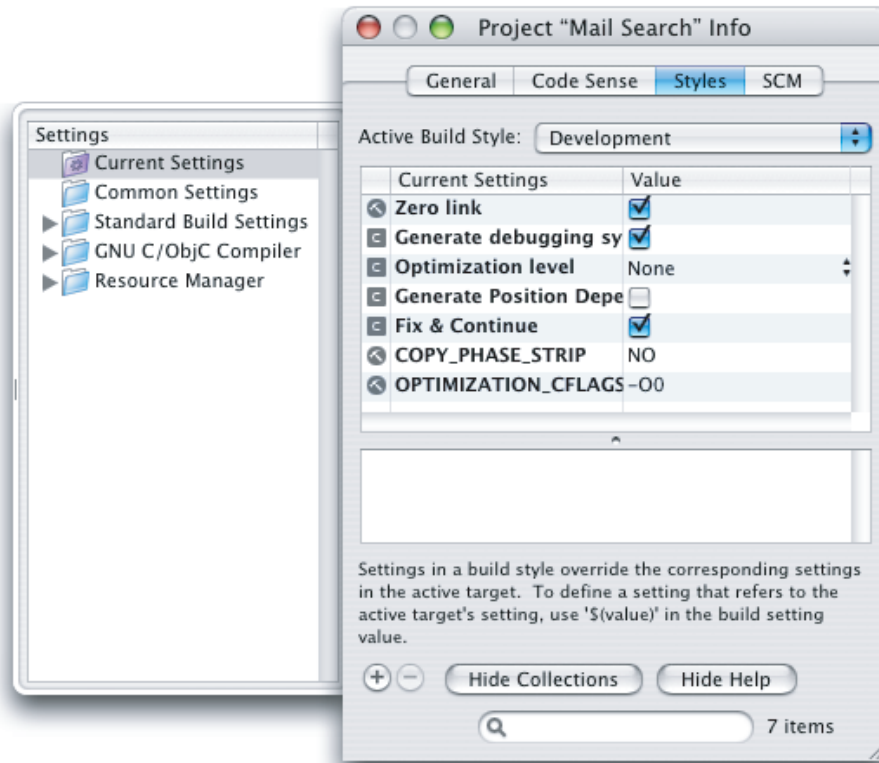 Project “Mail Search” Info
General Code Sense Styles SCM
Active Build Style: Development
Settings
Current Settings
Common Settings
Standard Build Settings
GNU C/ObjC Compiler
Resource Manager
Current Settings Value
Zero link
C Generate debugging sy
C Optimization level None
C Generate Position Depe
C Fix & Continue
COPY_PHASE_STRIP NO
OPTIMIZATION_CFLAGS -O0
Settings in a build style override the corresponding settings
in the active target. To define a setting that refers to the
active target's setting, use '$(value)' in the build setting
value.
Hide Collections Hide Help
7 items